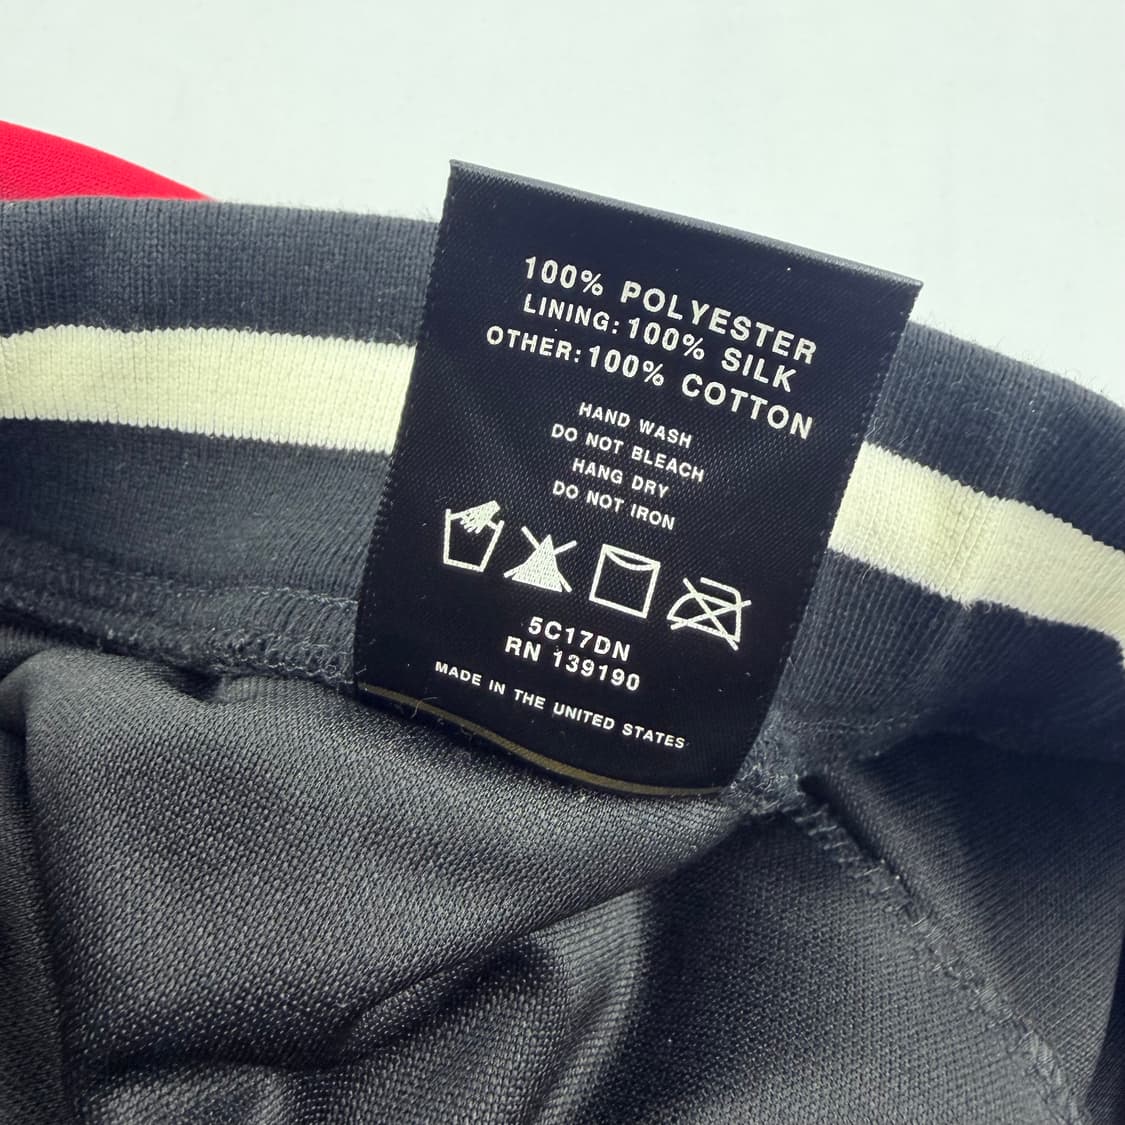 100% POLYESTER
LINING: 100% SILK
OTHER: 100% COTTON
HAND WASH
DO NOT BLEACH
HANG DRY
DO NOT IRON
5C17DN
RN 139190
MADE IN THE UNITED STATES